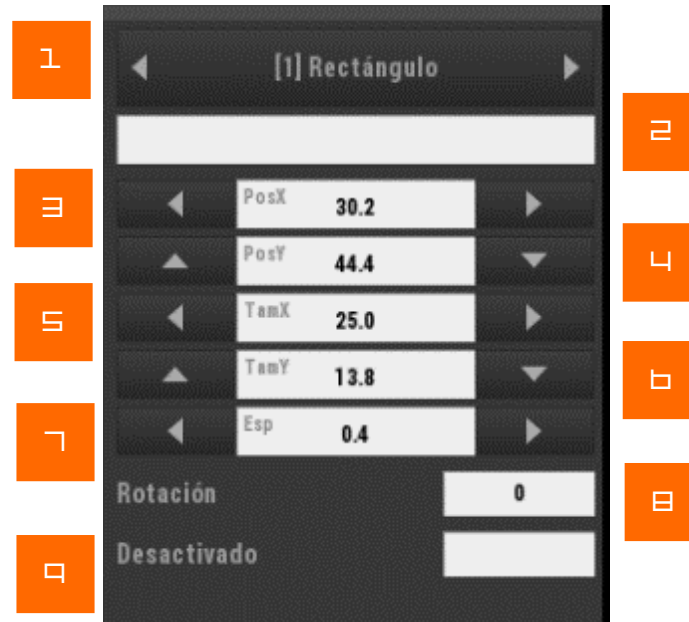 1
[1] Rectángulo
2
3
PosX 30.2
PosY 44.4
4
5
TamX 25.0
TamY 13.8
6
7
Esp 0.4
Rotación 0
8
9
Desactivado